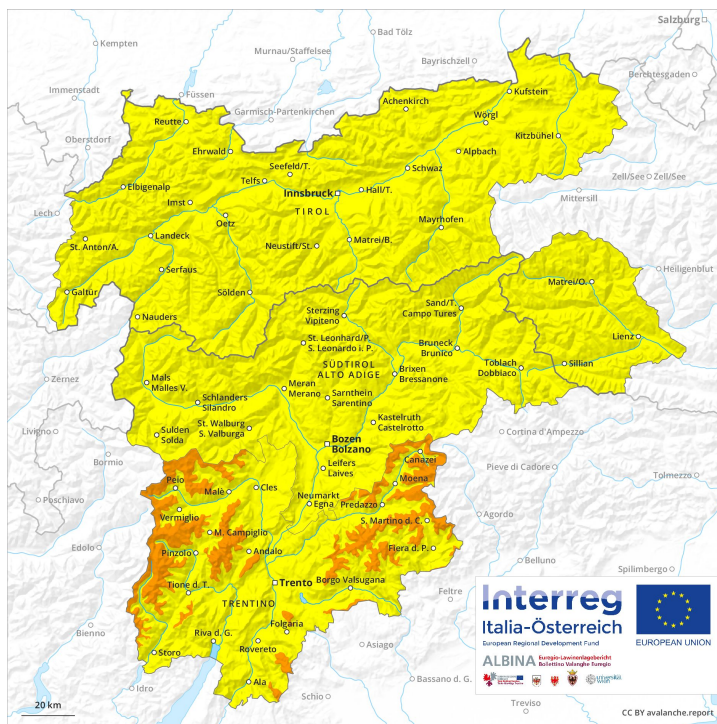 Salzburg
Bad Tölz
Kempten
Murnau/Staffelsee
Bayrischzell
Berchtesgaden
Immenstadt
Füssen
Kufstein
Garmisch-Partenkirchen
Achenkirch
Reutte
Wörgl
Oberstdorf
Ehrwald
Kitzbühel
Alpbach
Seefeld/T.
Schwaz
Zell/See
Zell/See
Elbigenalp
Telfs
Innsbruck
Hall/T.
Mittersill
Lech
Imst
TIROL
Oetz
Mayrhofen
St. Anton/A.
Landeck
Neustift/St.
Matrei/B.
Serfaus
Heiligenblut
Galtür
Sölden
Matrei/O.
Nauders
Sterzing
Vipiteno
Sand/T.
Campo Tures
Lienz
St. Leonhard/P.
S. Leonardo i. P.
Bruneck
Brunico
SÜDTIROL
ALTO ADIGE
Brixen
Bressanone
Toblach
Dobbiaco
Sillian
Zernez
Mals
Malles V.
Meran
Merano
Schlanders
Silandro
Sarnthein
Sarentino
St. Walburg
S. Valburga
Kastelruth
Castelrotto
Livigno
Sulden
Solda
Cortina d'Ampezzo
Bozen
Bolzano
Bormio
Canazei
Leifers
Laives
Pieve di Cadore
Tolmezzo
Peio
Moena
Malè
Cles
Neumarkt
Egna
Poschiavo
Predazzo
Vermiglio
Agordo
S. Martino d. C.
M. Campiglio
Edolo
Pinzolo
Andalo
Fiera d. P.
Belluno
Spilimbergo
Tione d. T.
Trento
Borgo Valsugana
Feltre
TRENTINO
Folgaria
Bienno
Riva d. G.
Rovereto
Asiago
Storo
Bassano d. G.
Ala
Idro
Schio
Treviso
20 km
Interreg
Italia-Österreich
European Regional Development Fund
EUROPEAN UNION
ALBINA
Euregio-Lawinenlagebericht
Bollettino Valanghe Euregio
universität
wien
CC BY avalanche.report